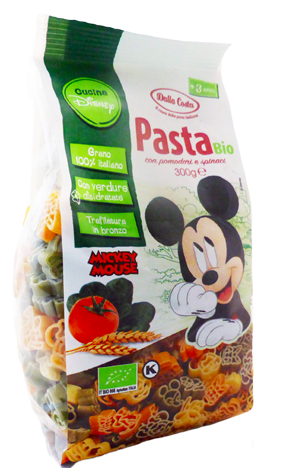 Cucina
Disney
Dalla Costa
+3 anni
Pasta Bio
con pomodori e spinaci
300g e
Grano
100% italiano
Con verdure
disidratate
Trafilatura
in bronzo
MICKEY
MOUSE
K